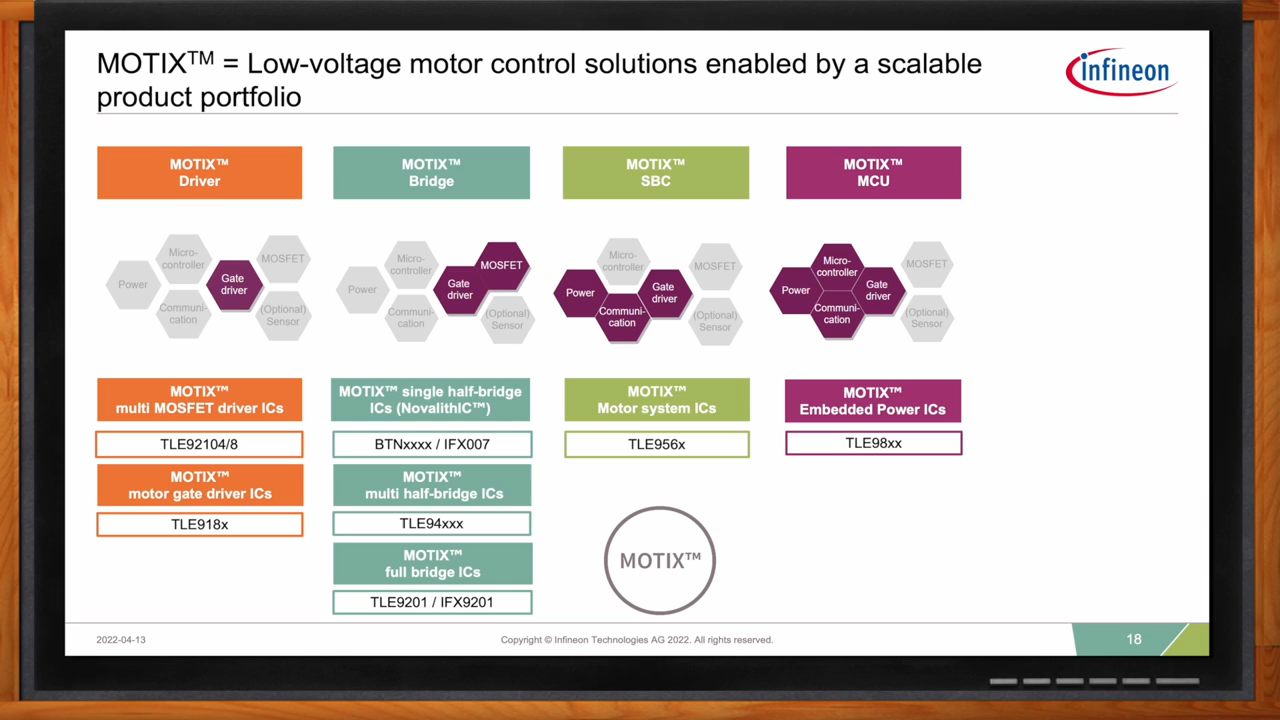 MOTIX™ = Low-voltage motor control solutions enabled by a scalable
product portfolio
infineon
MOTIX™
Driver
MOTIX™
Bridge
MOTIX™
SBC
MOTIX™
MCU
Power
Micro-
controller
Communi-
cation
Gate
driver
MOSFET
(Optional)
Sensor
Power
Micro-
controller
Communi-
cation
Gate
driver
MOSFET
(Optional)
Sensor
Power
Micro-
controller
Communi-
cation
Gate
driver
MOSFET
(Optional)
Sensor
Power
Micro-
controller
Communi-
cation
Gate
driver
MOSFET
(Optional)
Sensor
MOTIX™
multi MOSFET driver ICs
TLE92104/8
MOTIX™
motor gate driver ICs
TLE918x
MOTIX™ single half-bridge
ICs (NovalithIC™)
BTNxxxx / IFX007
MOTIX™
multi half-bridge ICs
TLE94xxx
MOTIX™
full bridge ICs
TLE9201 / IFX9201
MOTIX™
Motor system ICs
TLE956x
MOTIX™
Embedded Power ICs
TLE98xx
MOTIX™
2022-04-13
Copyright © Infineon Technologies AG 2022. All rights reserved.
18